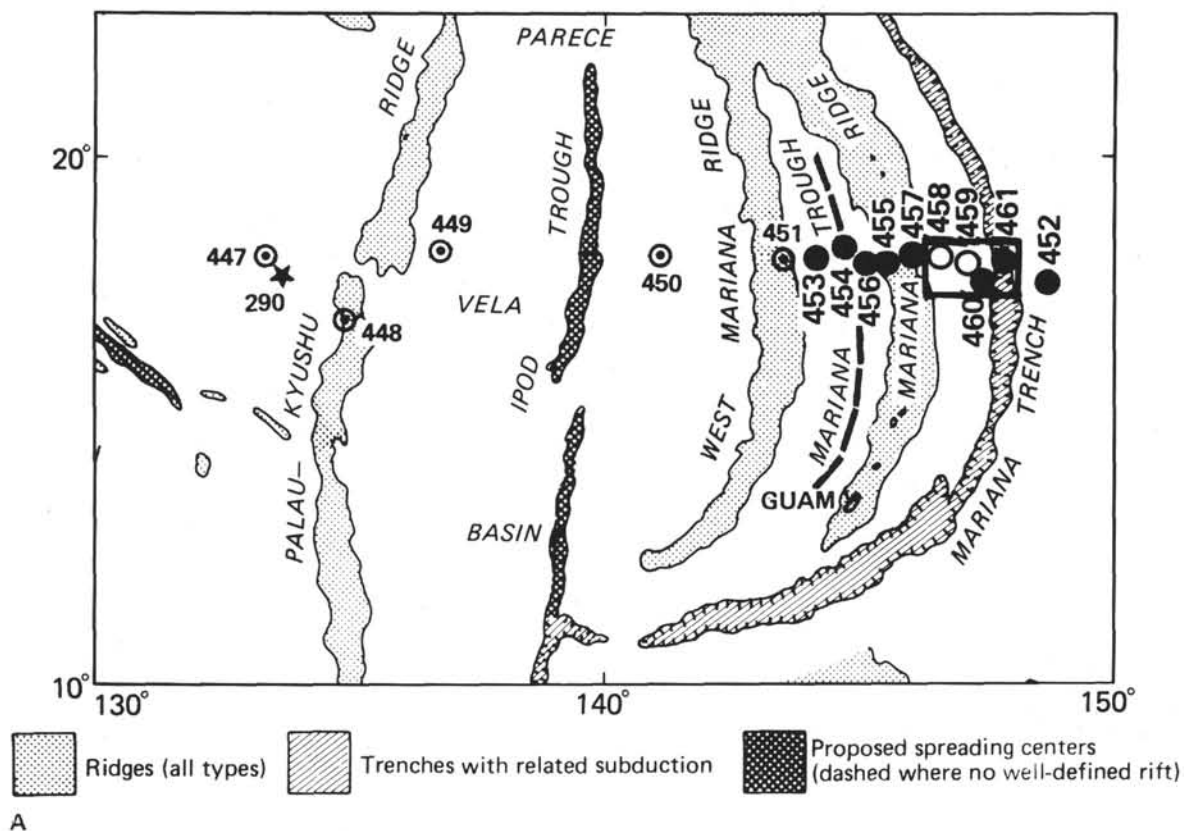 PARECE
RIDGE
RIDGE
RIDGE
TROUGH
TROUGH
20°
449
447
290
448
450
451
453
454
456
455
457
458
459
460
461
452
VELA
PALAU–
KYUSHU
IPOD
BASIN
WEST
MARIANA
MARIANA
MARIANA
GUAM
MARIANA
TRENCH
10°
130°
140°
150°
Ridges (all types)
Trenches with related subduction
Proposed spreading centers
(dashed where no well-defined rift)
A